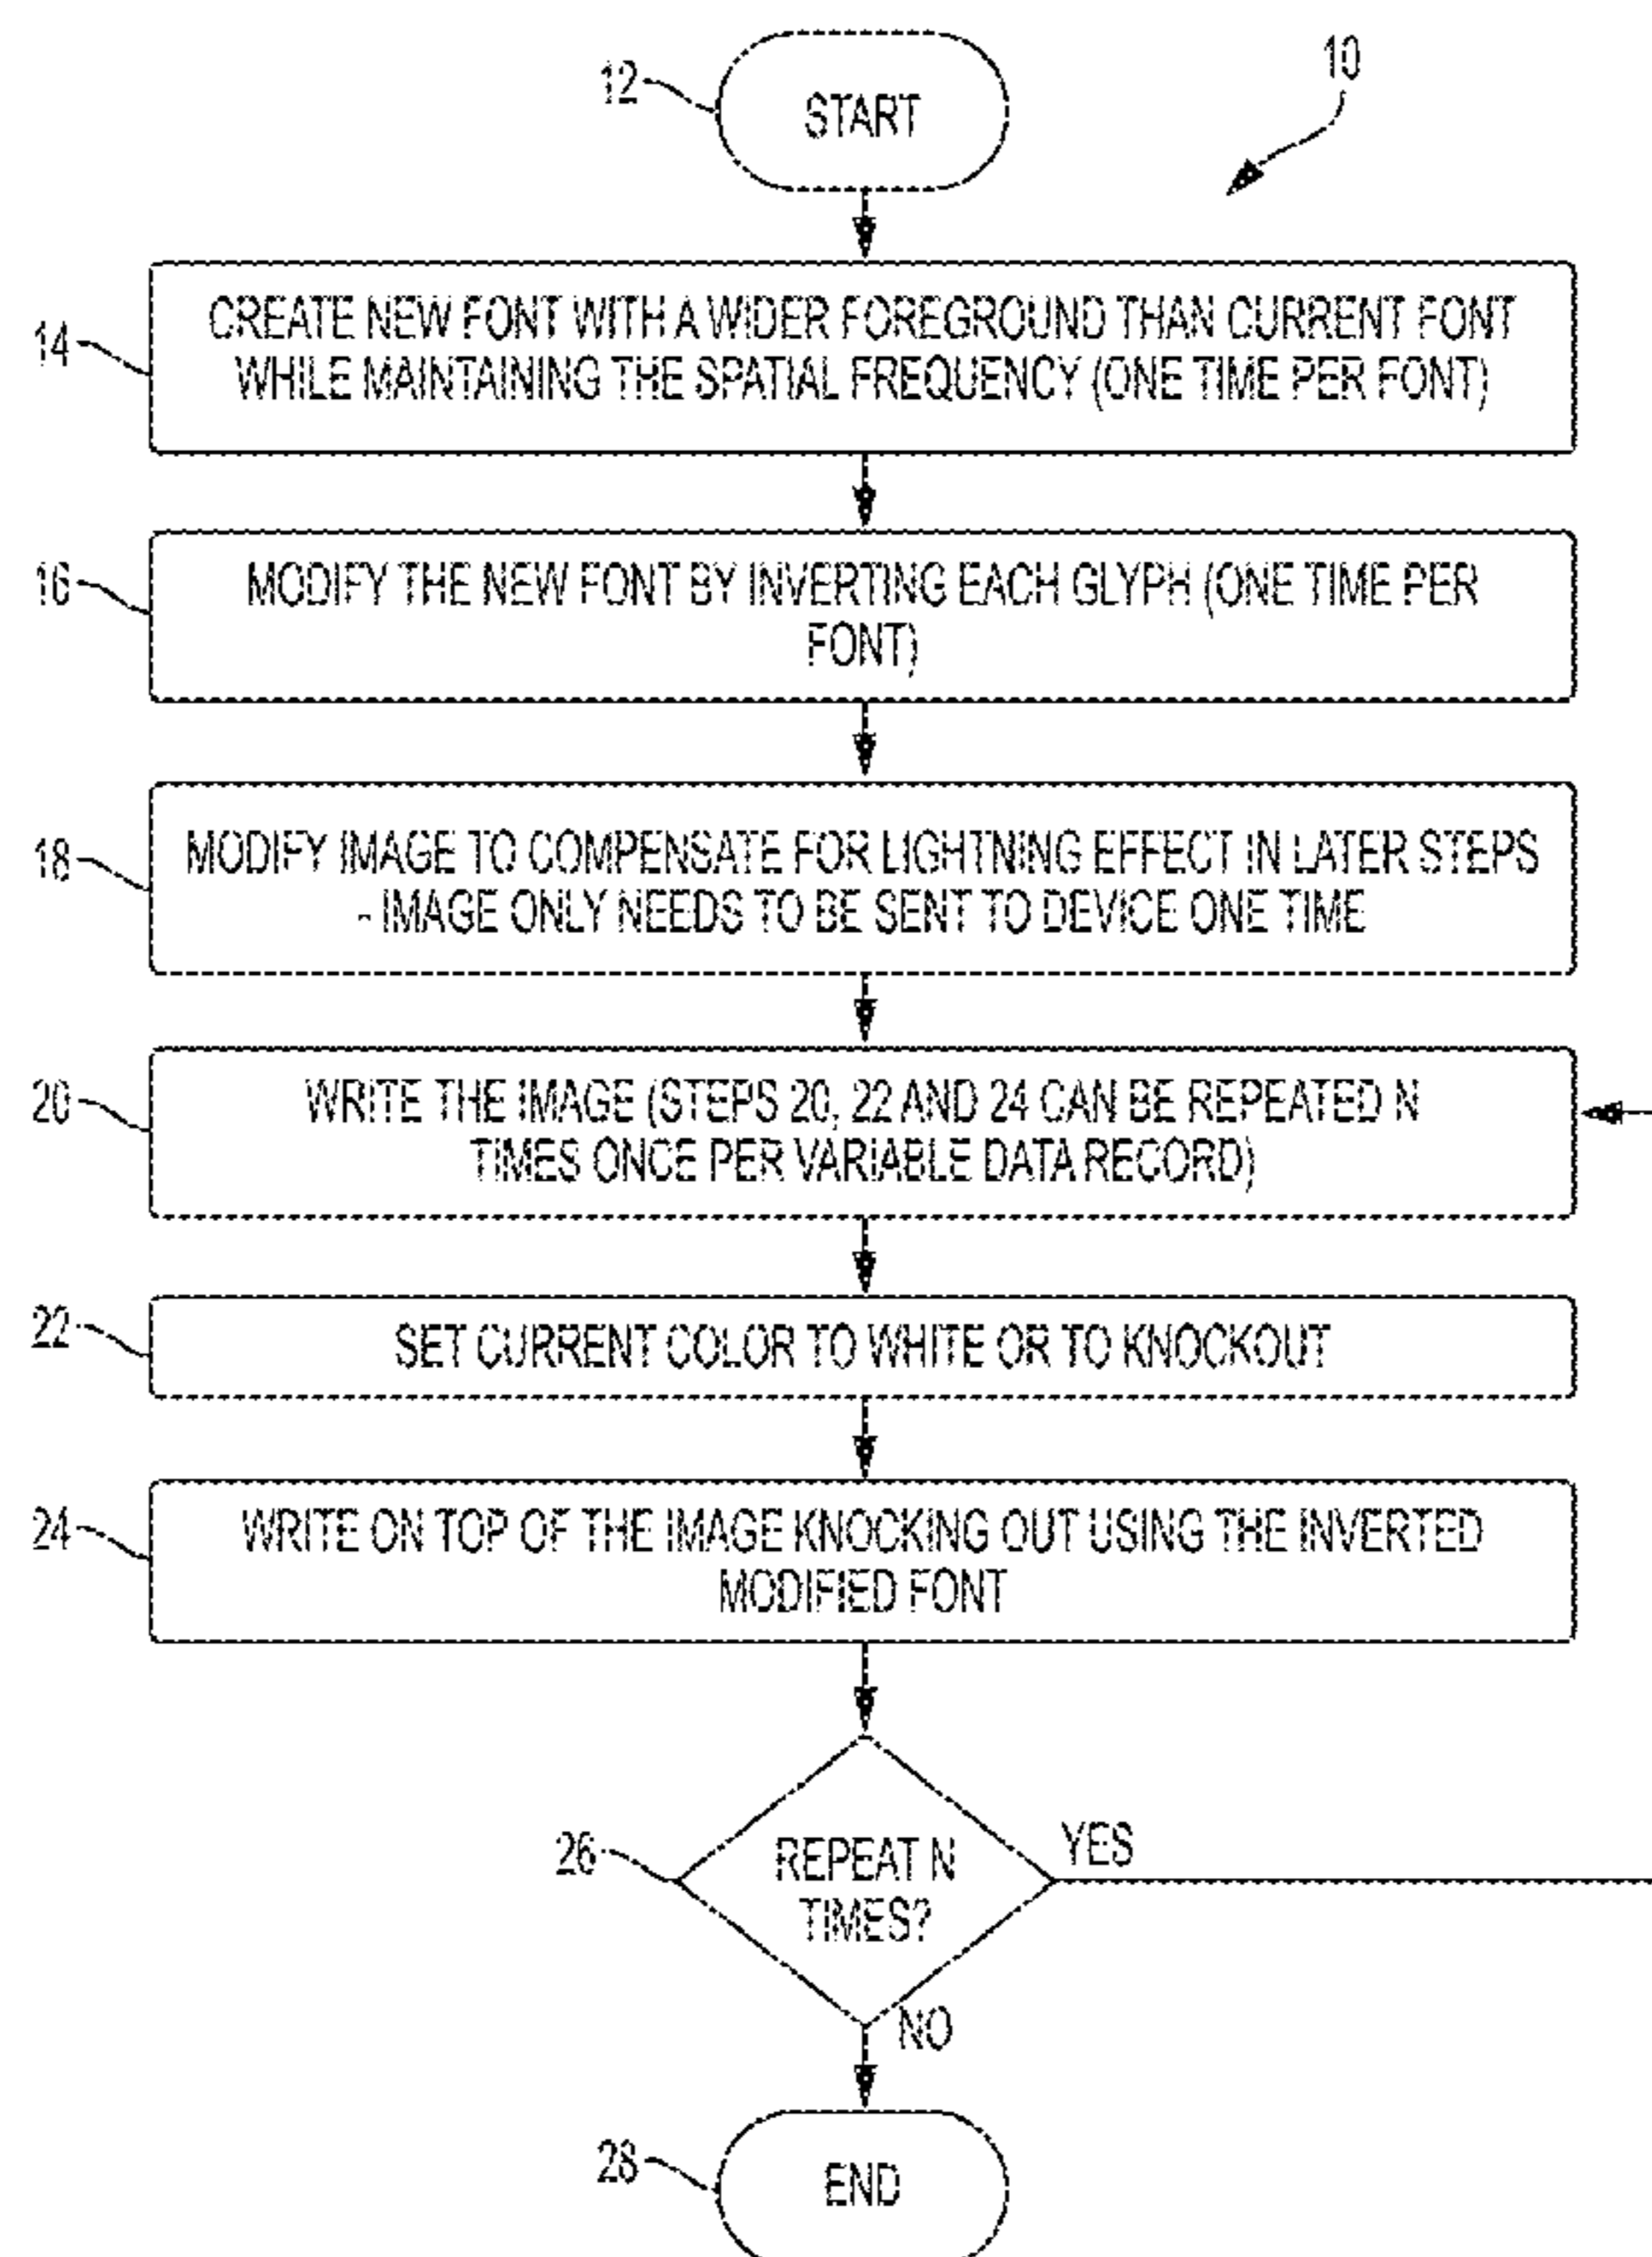 10
12
START
14
CREATE NEW FONT WITH A WIDER FOREGROUND THAN CURRENT FONT
WHILE MAINTAINING THE SPATIAL FREQUENCY (ONE TIME PER FONT)
16
MODIFY THE NEW FONT BY INVERTING EACH GLYPH (ONE TIME PER
FONT)
18
MODIFY IMAGE TO COMPENSATE FOR LIGHTNING EFFECT IN LATER STEPS
- IMAGE ONLY NEEDS TO BE SENT TO DEVICE ONE TIME
20
WRITE THE IMAGE (STEPS 20, 22 AND 24 CAN BE REPEATED N
TIMES ONCE PER VARIABLE DATA RECORD)
22
SET CURRENT COLOR TO WHITE OR TO KNOCKOUT
24
WRITE ON TOP OF THE IMAGE KNOCKING OUT USING THE INVERTED
MODIFIED FONT
26
REPEAT N
TIMES?
YES
NO
28
END